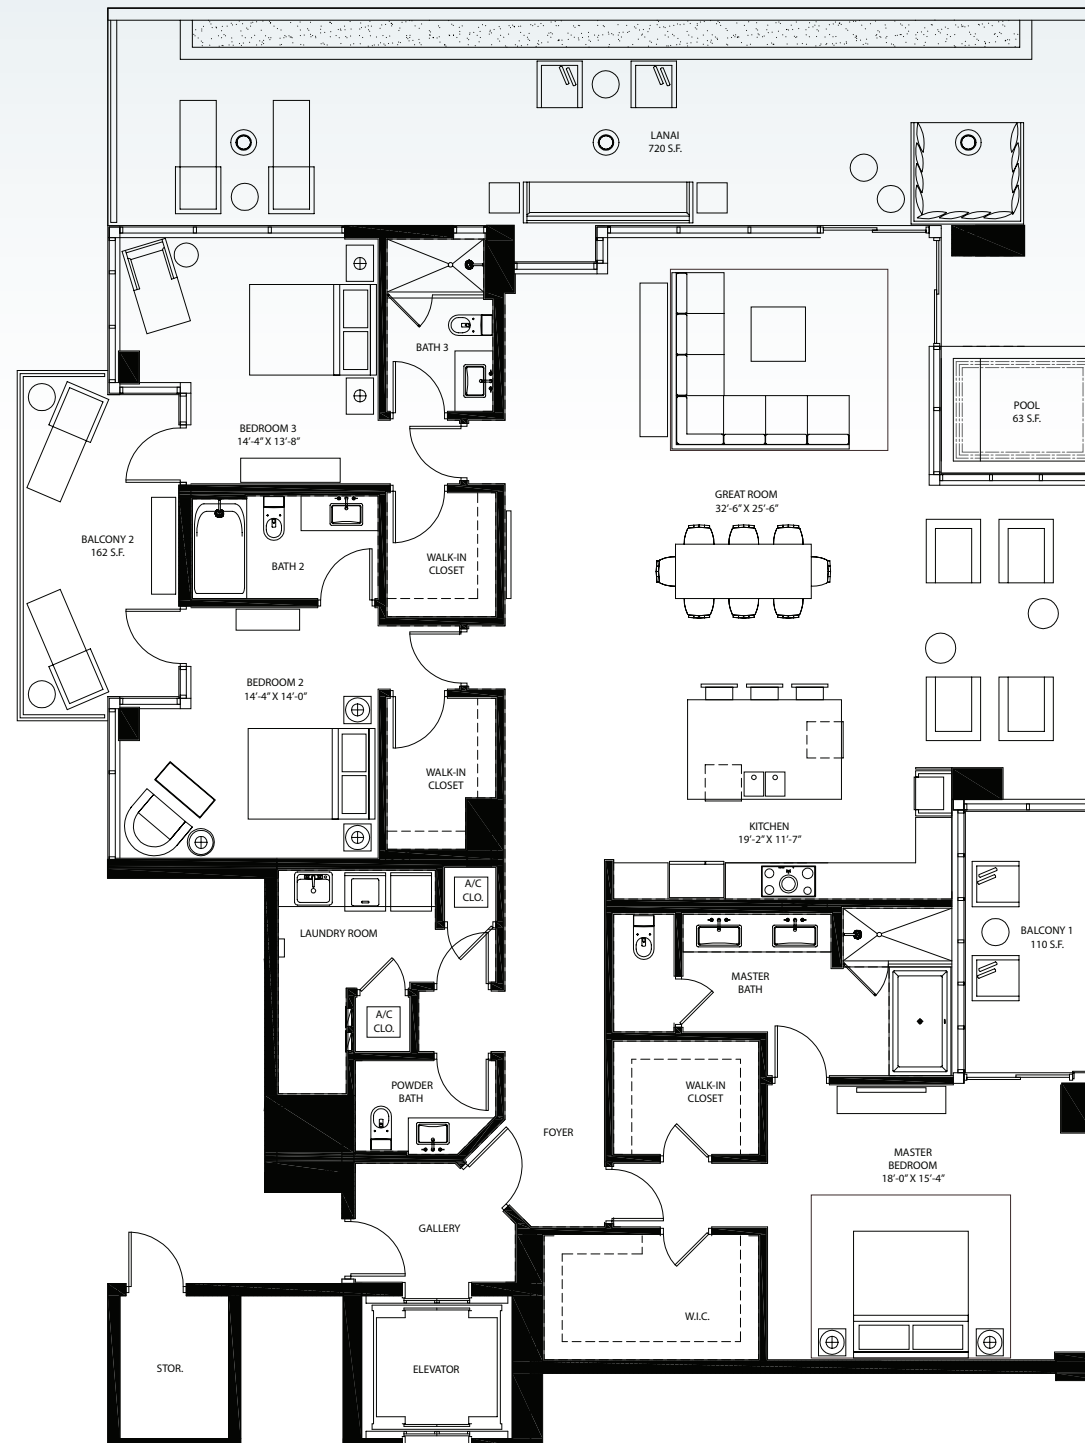 LANAI
720 S.F.
BATH 3
POOL
63 S.F.
BEDROOM 3
14'-4" X 13'-8"
GREAT ROOM
32'-6" X 25'-6"
BALCONY 2
162 S.F.
BATH 2
WALK-IN
CLOSET
BEDROOM 2
14'-4" X 14'-0"
WALK-IN
CLOSET
KITCHEN
19'-2" X 11'-7"
A/C
CLO.
LAUNDRY ROOM
BALCONY 1
110 S.F.
MASTER
BATH
A/C
CLO.
POWDER
BATH
WALK-IN
CLOSET
FOYER
MASTER
BEDROOM
18'-0" X 15'-4"
GALLERY
W.I.C.
STOR.
ELEVATOR